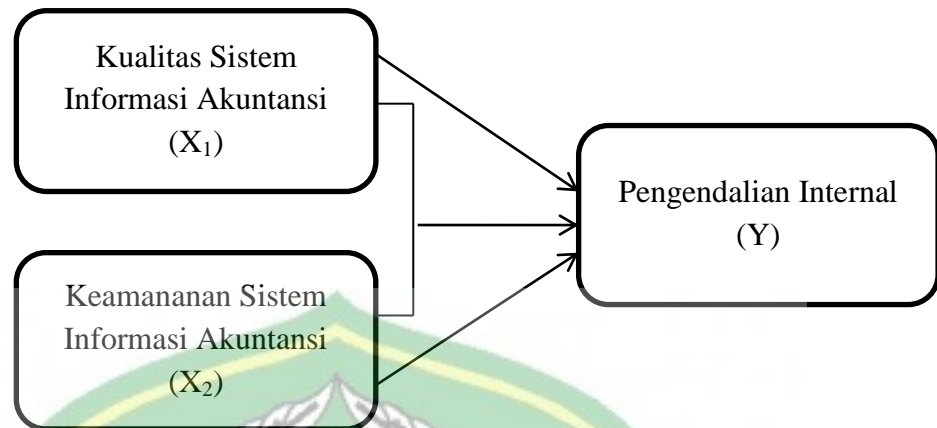 Kualitas Sistem
Informasi Akuntansi
(X₁)
Pengendalian Internal
(Y)
Keamananan Sistem
Informasi Akuntansi
(X₂)